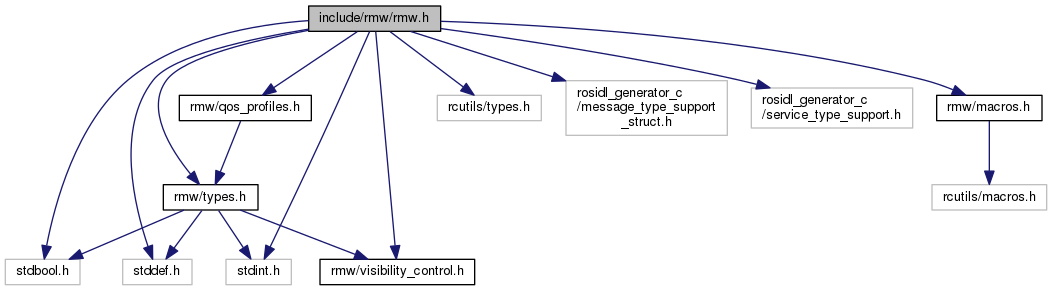 include/rmw/rmw.h
rmw/qos_profiles.h
rcutils/types.h
rosidl_generator_c
/message_type_support
_struct.h
rosidl_generator_c
/service_type_support.h
rmw/macros.h
rmw/types.h
rcutils/macros.h
stdbool.h
stddef.h
stdint.h
rmw/visibility_control.h